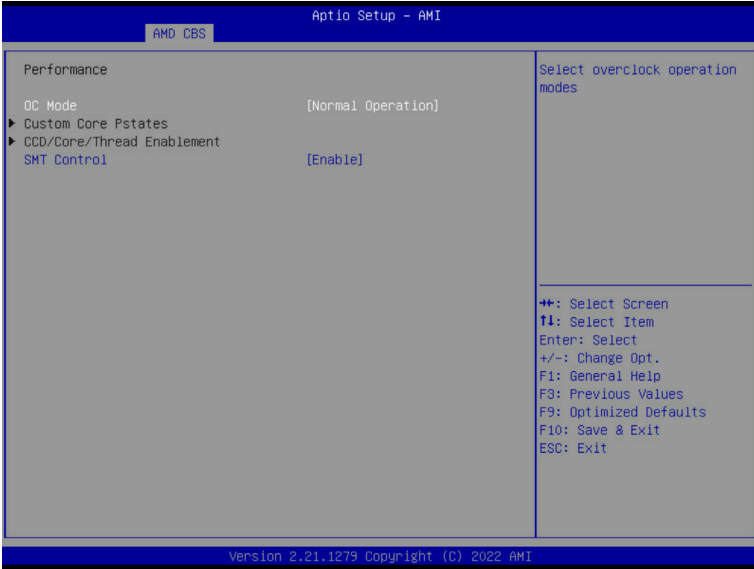 Aptio Setup – AMI
AMD CBS
Performance
OC Mode [Normal Operation]
Custom Core Pstates
CCD/Core/Thread Enablement
SMT Control [Enable]
Select overclock operation
modes
→←: Select Screen
↑↓: Select Item
Enter: Select
+/-: Change Opt.
F1: General Help
F3: Previous Values
F9: Optimized Defaults
F10: Save & Exit
ESC: Exit
Version 2.21.1279 Copyright (C) 2022 AMI